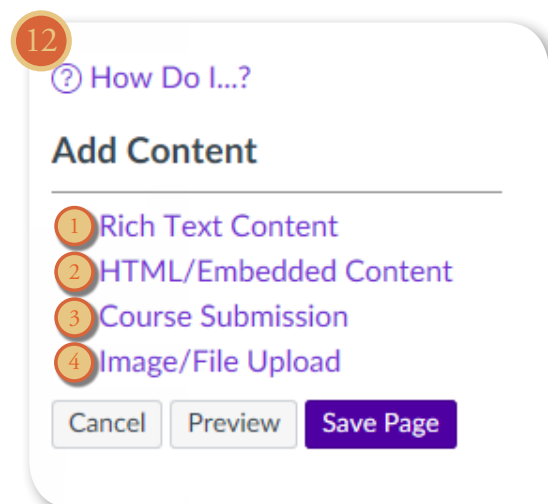 12
? How Do I...?
Add Content
1 Rich Text Content
2 HTML/Embedded Content
3 Course Submission
4 Image/File Upload
Cancel Preview Save Page